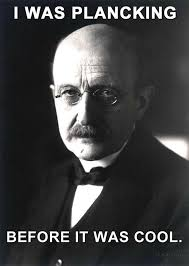 I WAS PLANCKING
BEFORE IT WAS COOL.